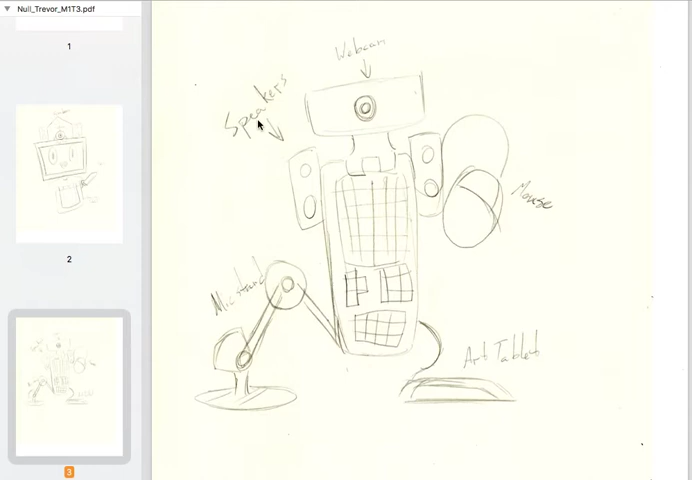 Null_Trevor_M1T3.pdf
1
2
3
Webcam
Speakers
Mouse
Mic stand
Art Tablet